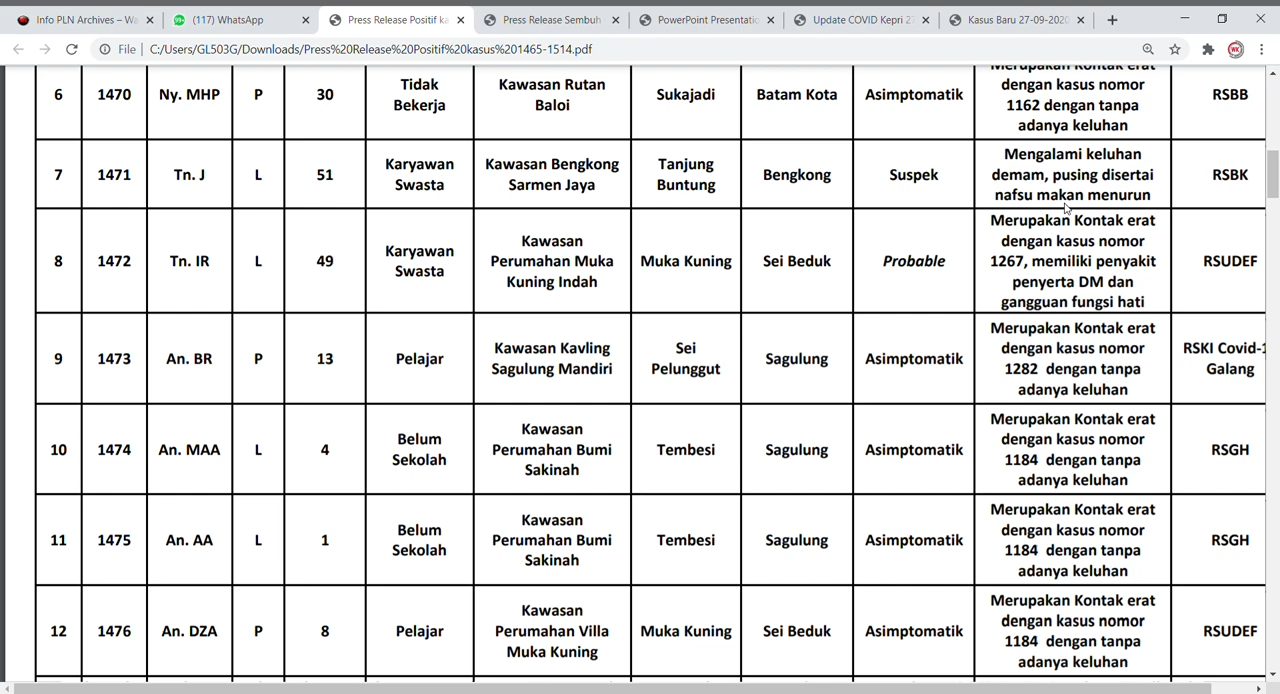 Info PLN Archives – Wa
(117) WhatsApp
Press Release Positif ka
Press Release Sembuh
PowerPoint Presentatio
Update COVID Kepri 27
Kasus Baru 27-09-2020
File
C:/Users/GL503G/Downloads/Press%20Release%20Positif%20kasus%201465-1514.pdf
6
1470
Ny. MHP
P
30
Tidak
Bekerja
Kawasan Rutan
Baloi
Sukajadi
Batam Kota
Asimptomatik
Merupakan Kontak erat
dengan kasus nomor
1162 dengan tanpa
adanya keluhan
RSBB
7
1471
Tn. J
L
51
Karyawan
Swasta
Kawasan Bengkong
Sarmen Jaya
Tanjung
Buntung
Bengkong
Suspek
Mengalami keluhan
demam, pusing disertai
nafsu makan menurun
RSBK
8
1472
Tn. IR
L
49
Karyawan
Swasta
Kawasan
Perumahan Muka
Kuning Indah
Muka Kuning
Sei Beduk
Probable
Merupakan Kontak erat
dengan kasus nomor
1267, memiliki penyakit
penyerta DM dan
gangguan fungsi hati
RSUDEF
9
1473
An. BR
P
13
Pelajar
Kawasan Kavling
Sagulung Mandiri
Sei
Pelunggut
Sagulung
Asimptomatik
Merupakan Kontak erat
dengan kasus nomor
1282 dengan tanpa
adanya keluhan
RSKI Covid-1
Galang
10
1474
An. MAA
L
4
Belum
Sekolah
Kawasan
Perumahan Bumi
Sakinah
Tembesi
Sagulung
Asimptomatik
Merupakan Kontak erat
dengan kasus nomor
1184 dengan tanpa
adanya keluhan
RSGH
11
1475
An. AA
L
1
Belum
Sekolah
Kawasan
Perumahan Bumi
Sakinah
Tembesi
Sagulung
Asimptomatik
Merupakan Kontak erat
dengan kasus nomor
1184 dengan tanpa
adanya keluhan
RSGH
12
1476
An. DZA
P
8
Pelajar
Kawasan
Perumahan Villa
Muka Kuning
Muka Kuning
Sei Beduk
Asimptomatik
Merupakan Kontak erat
dengan kasus nomor
1184 dengan tanpa
adanya keluhan
RSUDEF